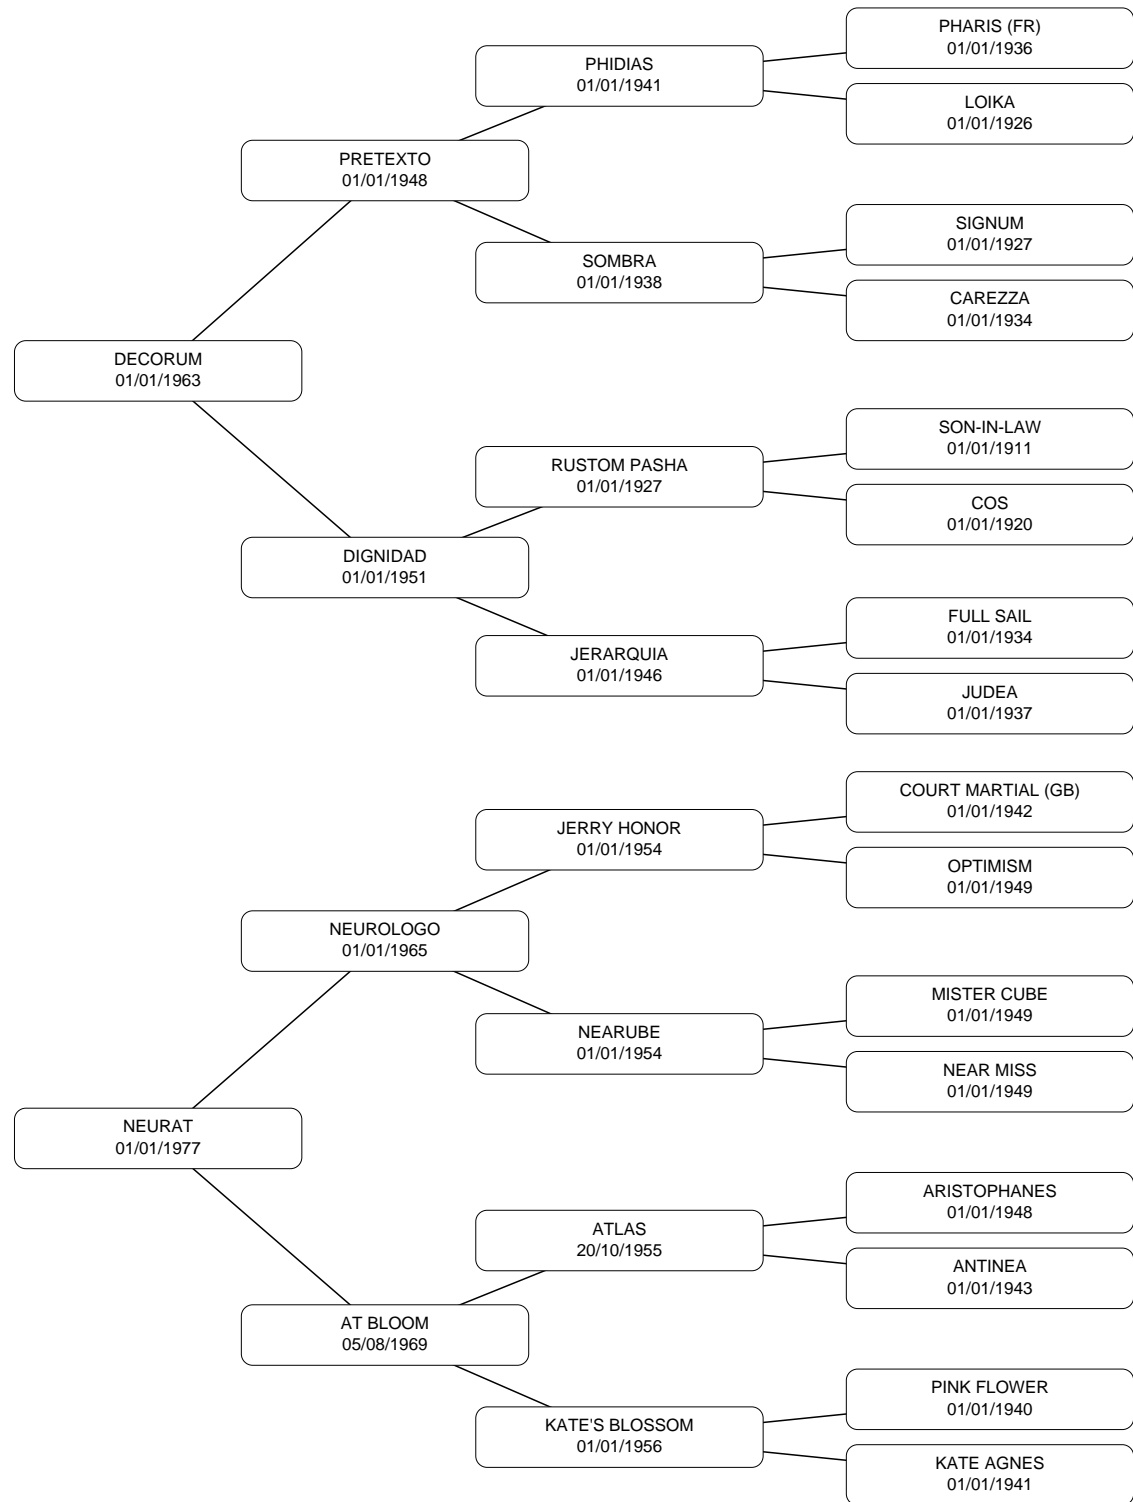 PHARIS (FR)
01/01/1936
PHIDIAS
01/01/1941
LOIKA
01/01/1926
PRETEXTO
01/01/1948
SIGNUM
01/01/1927
SOMBRA
01/01/1938
CAREZZA
01/01/1934
DECORUM
01/01/1963
SON-IN-LAW
01/01/1911
RUSTOM PASHA
01/01/1927
COS
01/01/1920
DIGNIDAD
01/01/1951
FULL SAIL
01/01/1934
JERARQUIA
01/01/1946
JUDEA
01/01/1937
COURT MARTIAL (GB)
01/01/1942
JERRY HONOR
01/01/1954
OPTIMISM
01/01/1949
NEUROLOGO
01/01/1965
MISTER CUBE
01/01/1949
NEARUBE
01/01/1954
NEAR MISS
01/01/1949
NEURAT
01/01/1977
ARISTOPHANES
01/01/1948
ATLAS
20/10/1955
ANTINEA
01/01/1943
AT BLOOM
05/08/1969
PINK FLOWER
01/01/1940
KATE'S BLOSSOM
01/01/1956
KATE AGNES
01/01/1941